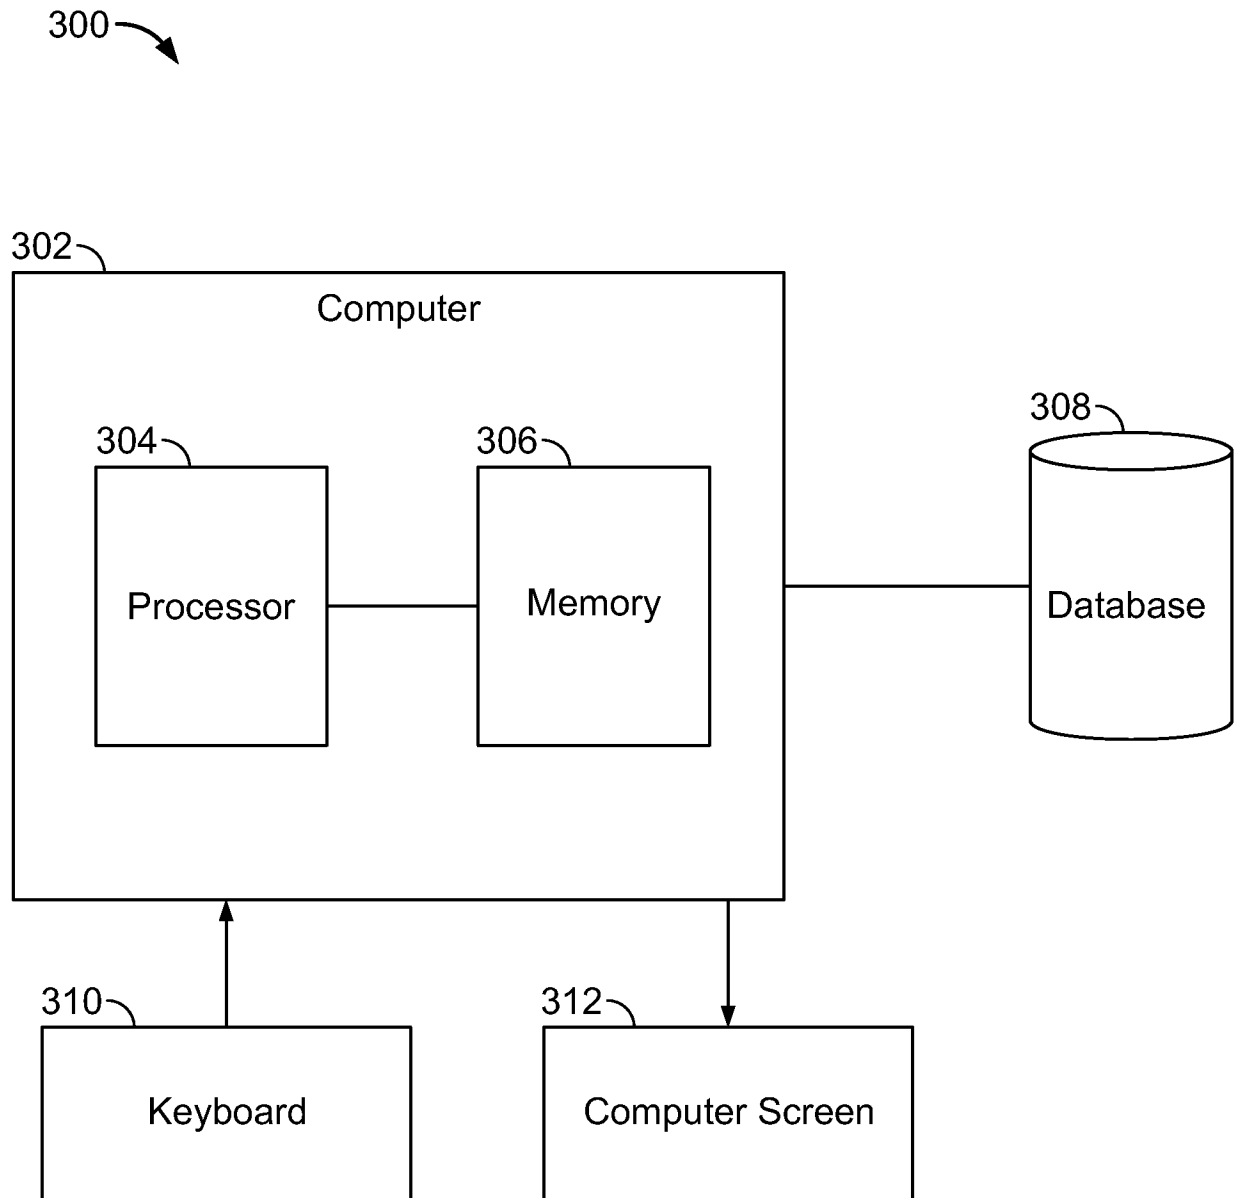 300
302
Computer
308
304
306
Processor
Memory
Database
310
312
Keyboard
Computer Screen